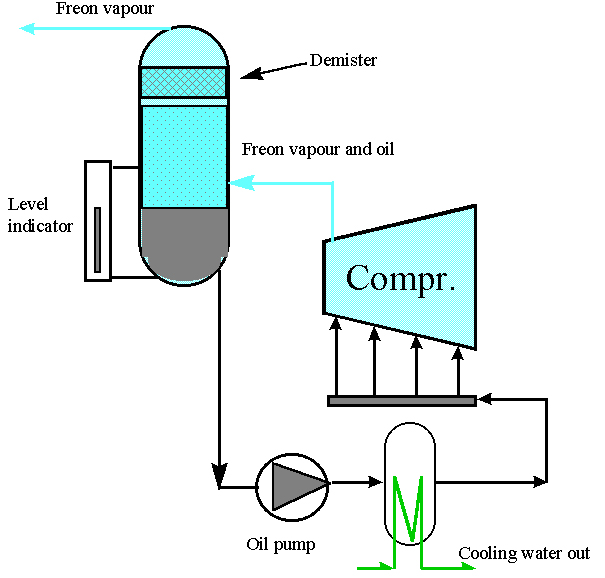 Freon vapour
Demister
Freon vapour and oil
Level
indicator
Compr.
Oil pump
Cooling water out